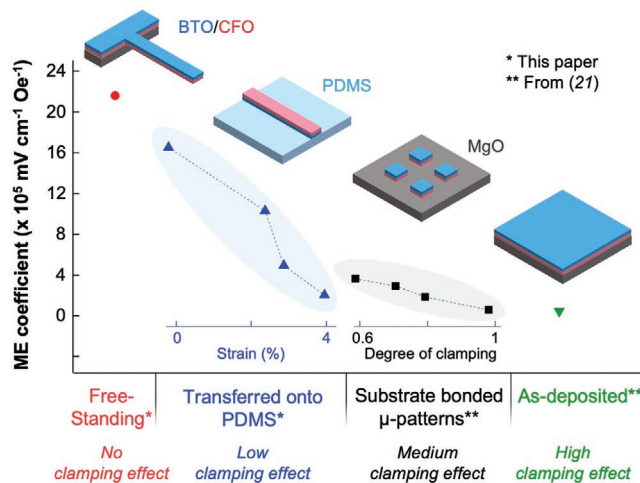 BTO/CFO
* This paper
** From (21)
PDMS
MgO
ME coefficient (x 10⁵ mV cm⁻¹ Oe⁻¹)
24
20
16
12
8
4
0
0 4
Strain (%)
0.6 1
Degree of clamping
Free-
Standing*
Transferred onto
PDMS*
Substrate bonded
μ-patterns**
As-deposited**
No
clamping effect
Low
clamping effect
Medium
clamping effect
High
clamping effect